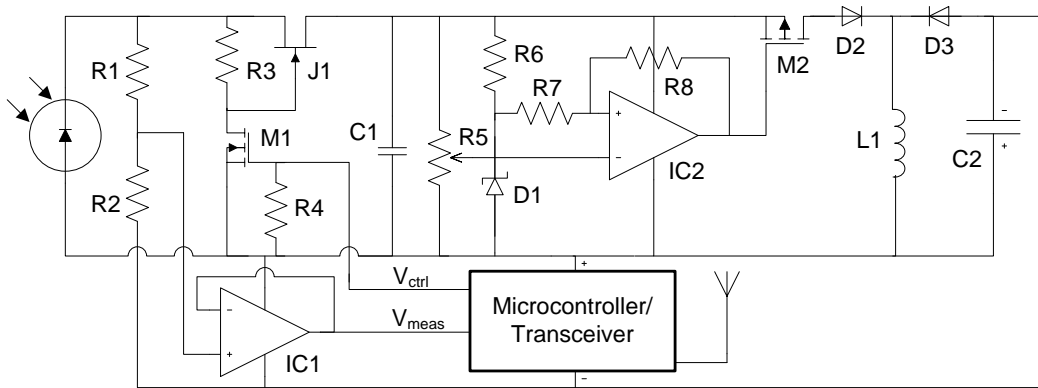 R1
R3
J1
R6
R7
R8
M2
D2
D3
M1
C1
R5
IC2
L1
C2
-
+
R2
R4
D1
+
-
+
-
+
IC1
Vctrl
Vmeas
+
Microcontroller/
Transceiver
-